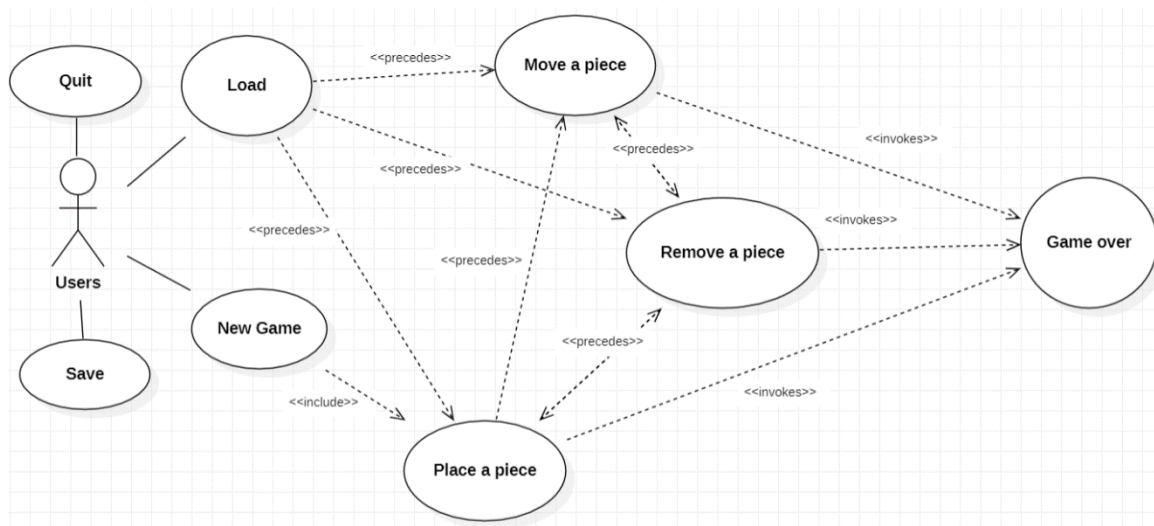 Quit
Load
<<precedes>>
Move a piece
<<precedes>>
<<invokes>>
<<precedes>>
<<precedes>>
<<invokes>>
Game over
Remove a piece
<<precedes>>
Users
New Game
<<precedes>>
Save
<<include>>
<<invokes>>
Place a piece